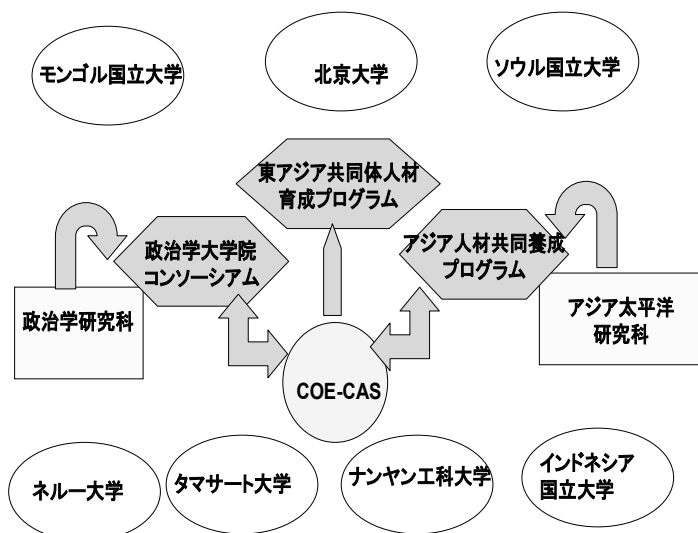 モンゴル国立大学
北京大学
ソウル国立大学
東アジア共同体人材
育成プログラム
政治学大学院
コンソーシアム
アジア人材共同養成
プログラム
政治学研究科
アジア太平洋
研究科
COE-CAS
ネルー大学
タマサート大学
ナンヤン工科大学
インドネシア
国立大学